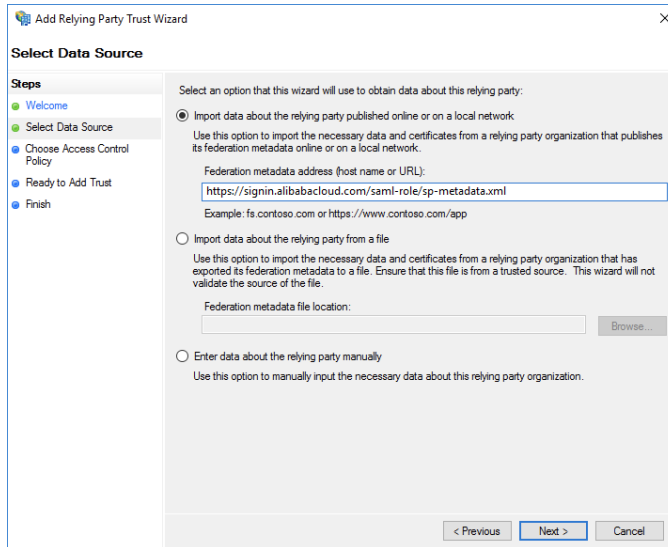 Add Relying Party Trust Wizard
Select Data Source
Steps
Welcome
Select Data Source
Choose Access Control
Policy
Ready to Add Trust
Finish
Select an option that this wizard will use to obtain data about this relying party:
Import data about the relying party published online or on a local network
Use this option to import the necessary data and certificates from a relying party organization that publishes
its federation metadata online or on a local network.
Federation metadata address (host name or URL):
https://signin.alibabacloud.com/saml-role/sp-metadata.xml
Example: fs.contoso.com or https://www.contoso.com/app
Import data about the relying party from a file
Use this option to import the necessary data and certificates from a relying party organization that has
exported its federation metadata to a file. Ensure that this file is from a trusted source.  This wizard will not
validate the source of the file.
Federation metadata file location:
Browse...
Enter data about the relying party manually
Use this option to manually input the necessary data about this relying party organization.
< Previous
Next >
Cancel